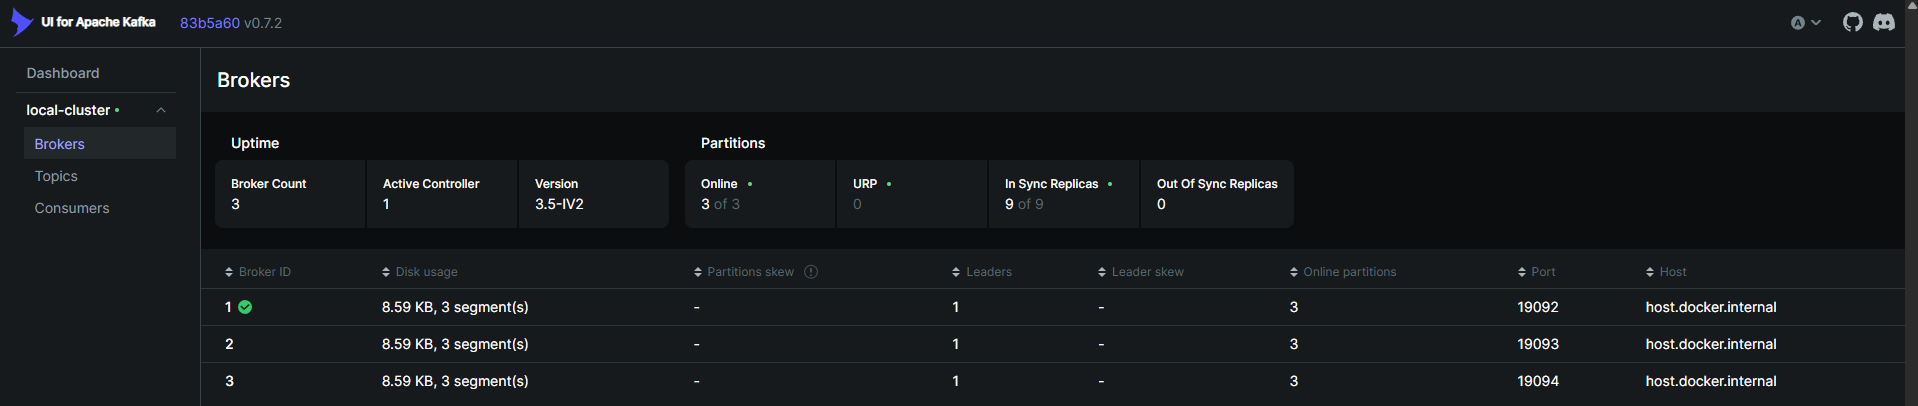 UI for Apache Kafka 83b5a60 v0.7.2 A
Dashboard
local-cluster
Brokers
Topics
Consumers
Brokers
Uptime
Broker Count
3
Active Controller
1
Version
3.5-IV2
Partitions
Online
3 of 3
URP
0
In Sync Replicas
9 of 9
Out Of Sync Replicas
0
Broker ID Disk usage Partitions skew Leaders Leader skew Online partitions Port Host
1 8.59 KB, 3 segment(s) - 1 - 3 19092 host.docker.internal
2 8.59 KB, 3 segment(s) - 1 - 3 19093 host.docker.internal
3 8.59 KB, 3 segment(s) - 1 - 3 19094 host.docker.internal